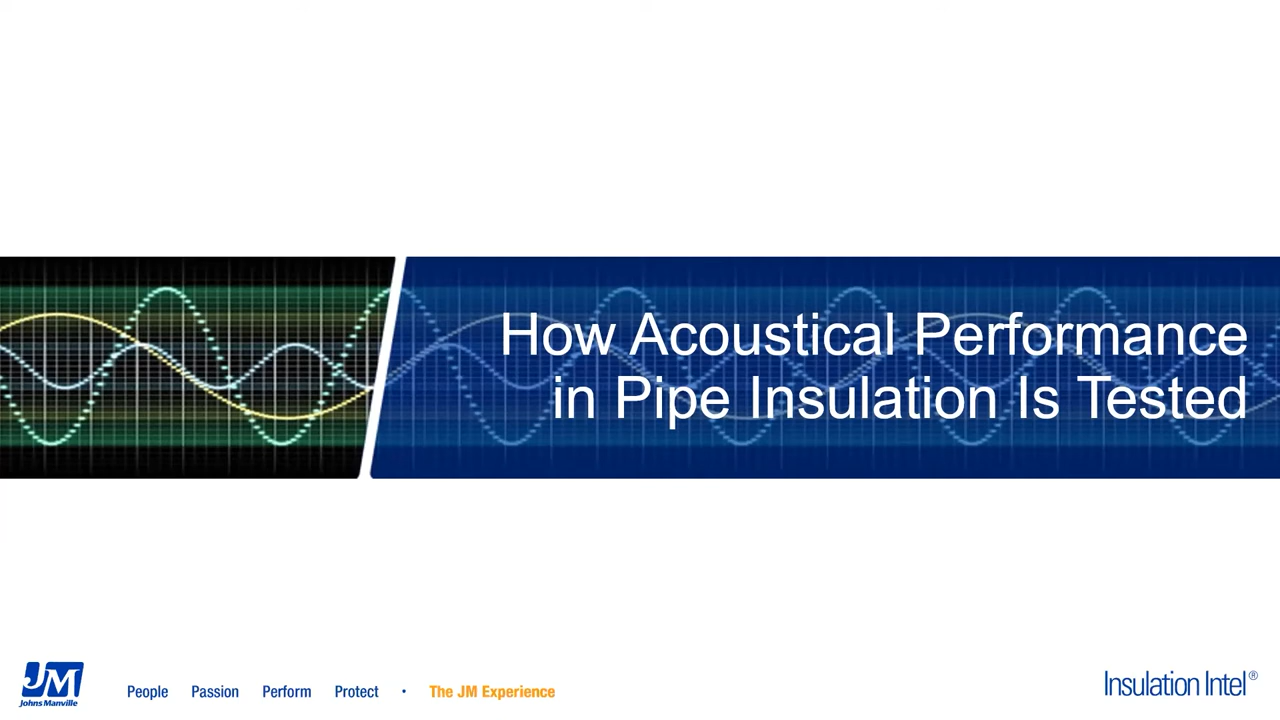 How Acoustical Performance
in Pipe Insulation Is Tested
JM
Johns Manville
People Passion Perform Protect • The JM Experience
Insulation Intel®